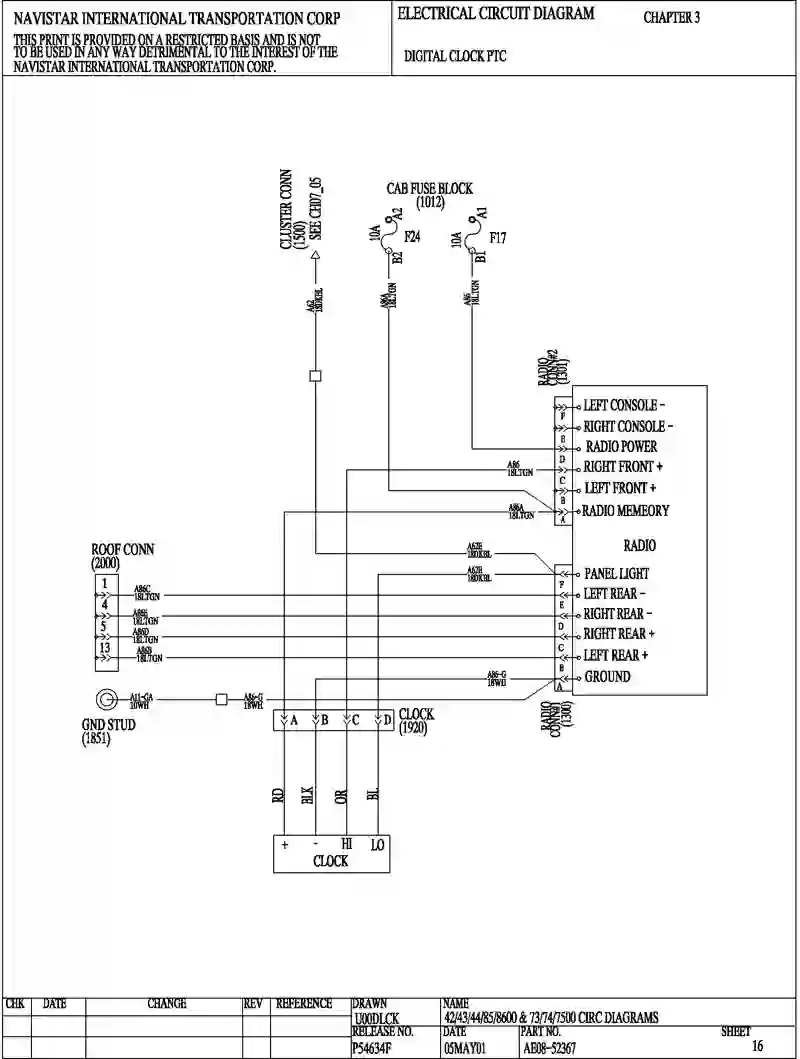 NAVISTAR INTERNATIONAL TRANSPORTATION CORP
THIS PRINT IS PROVIDED ON A RESTRICTED BASIS AND IS NOT
TO BE USED IN ANY WAY DETRIMENTAL TO THE INTEREST OF THE
NAVISTAR INTERNATIONAL TRANSPORTATION CORP.
ELECTRICAL CIRCUIT DIAGRAM
CHAPTER 3
DIGITAL CLOCK PTC
CLUSTER CONN
(1500)
SEE CH07_05
CAB FUSE BLOCK
(1012)
10A
A2
F24
B2
10A
A1
F17
B1
A62
18DKBL
A86A
18LTGN
A86
18LTGN
RADIO
CONN#2
(1301)
F
LEFT CONSOLE -
E
RIGHT CONSOLE -
D
RADIO POWER
A86
18LTGN
C
RIGHT FRONT +
B
LEFT FRONT +
A86A
18LTGN
A
RADIO MEMEORY
RADIO
18DKBL
18DKBL
F
PANEL LIGHT
E
LEFT REAR -
D
RIGHT REAR -
C
RIGHT REAR +
B
LEFT REAR +
A86-G
18WH
A
GROUND
RADIO
CONN#1
(1300)
ROOF CONN
(2000)
1
A86C
18LTGN
4
18LTGN
5
A86D
18LTGN
13
18LTGN
GND STUD
(1851)
A11-GA
10WH
A86-G
18WH
A
B
C
D
CLOCK
(1920)
RD
BLK
OR
BL
+
-
HI
LO
CLOCK
CHK
DATE
CHANGE
REV
REFERENCE
DRAWN
U00DLCK
NAME
42/43/44/85/8600 & 73/74/7500 CIRC DIAGRAMS
RELEASE NO.
P54634F
DATE
05MAY01
PART NO.
AE08-52367
SHEET
16